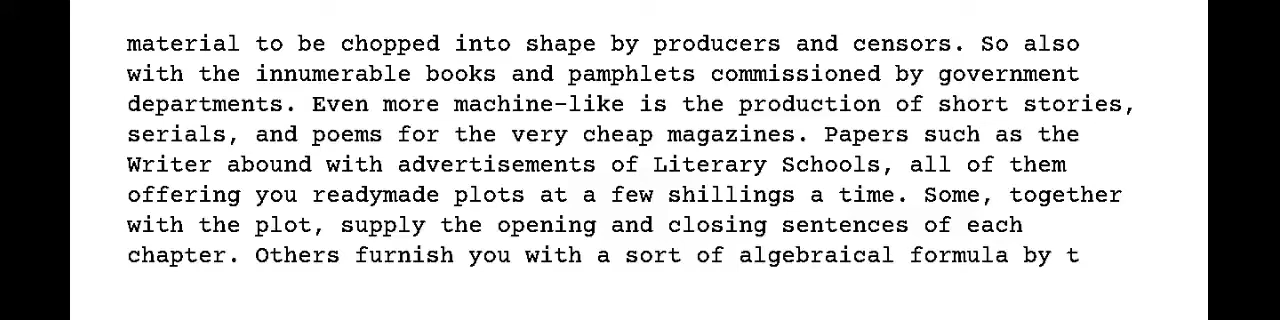 material to be chopped into shape by producers and censors. So also
with the innumerable books and pamphlets commissioned by government
departments. Even more machine-like is the production of short stories,
serials, and poems for the very cheap magazines. Papers such as the
Writer abound with advertisements of Literary Schools, all of them
offering you readymade plots at a few shillings a time. Some, together
with the plot, supply the opening and closing sentences of each
chapter. Others furnish you with a sort of algebraical formula by t